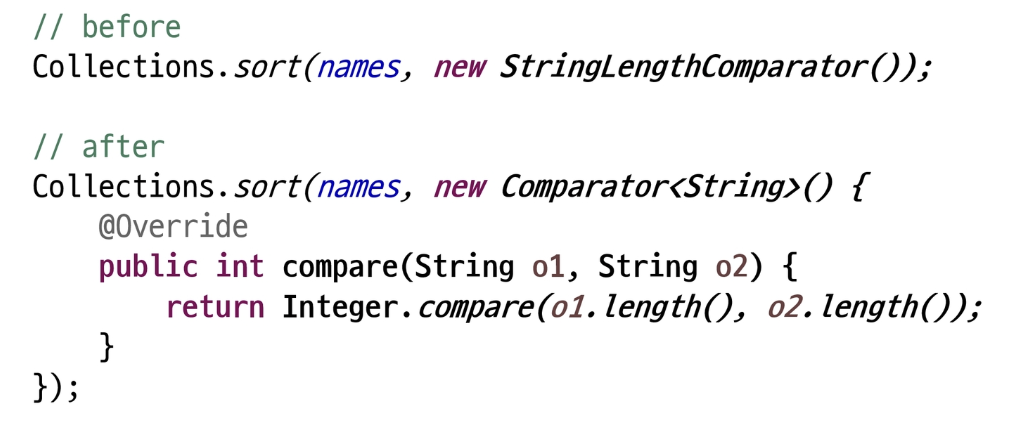 // before
Collections.sort(names, new StringLengthComparator());
// after
Collections.sort(names, new Comparator<String>() {
@Override
public int compare(String o1, String o2) {
return Integer.compare(o1.length(), o2.length());
}
});